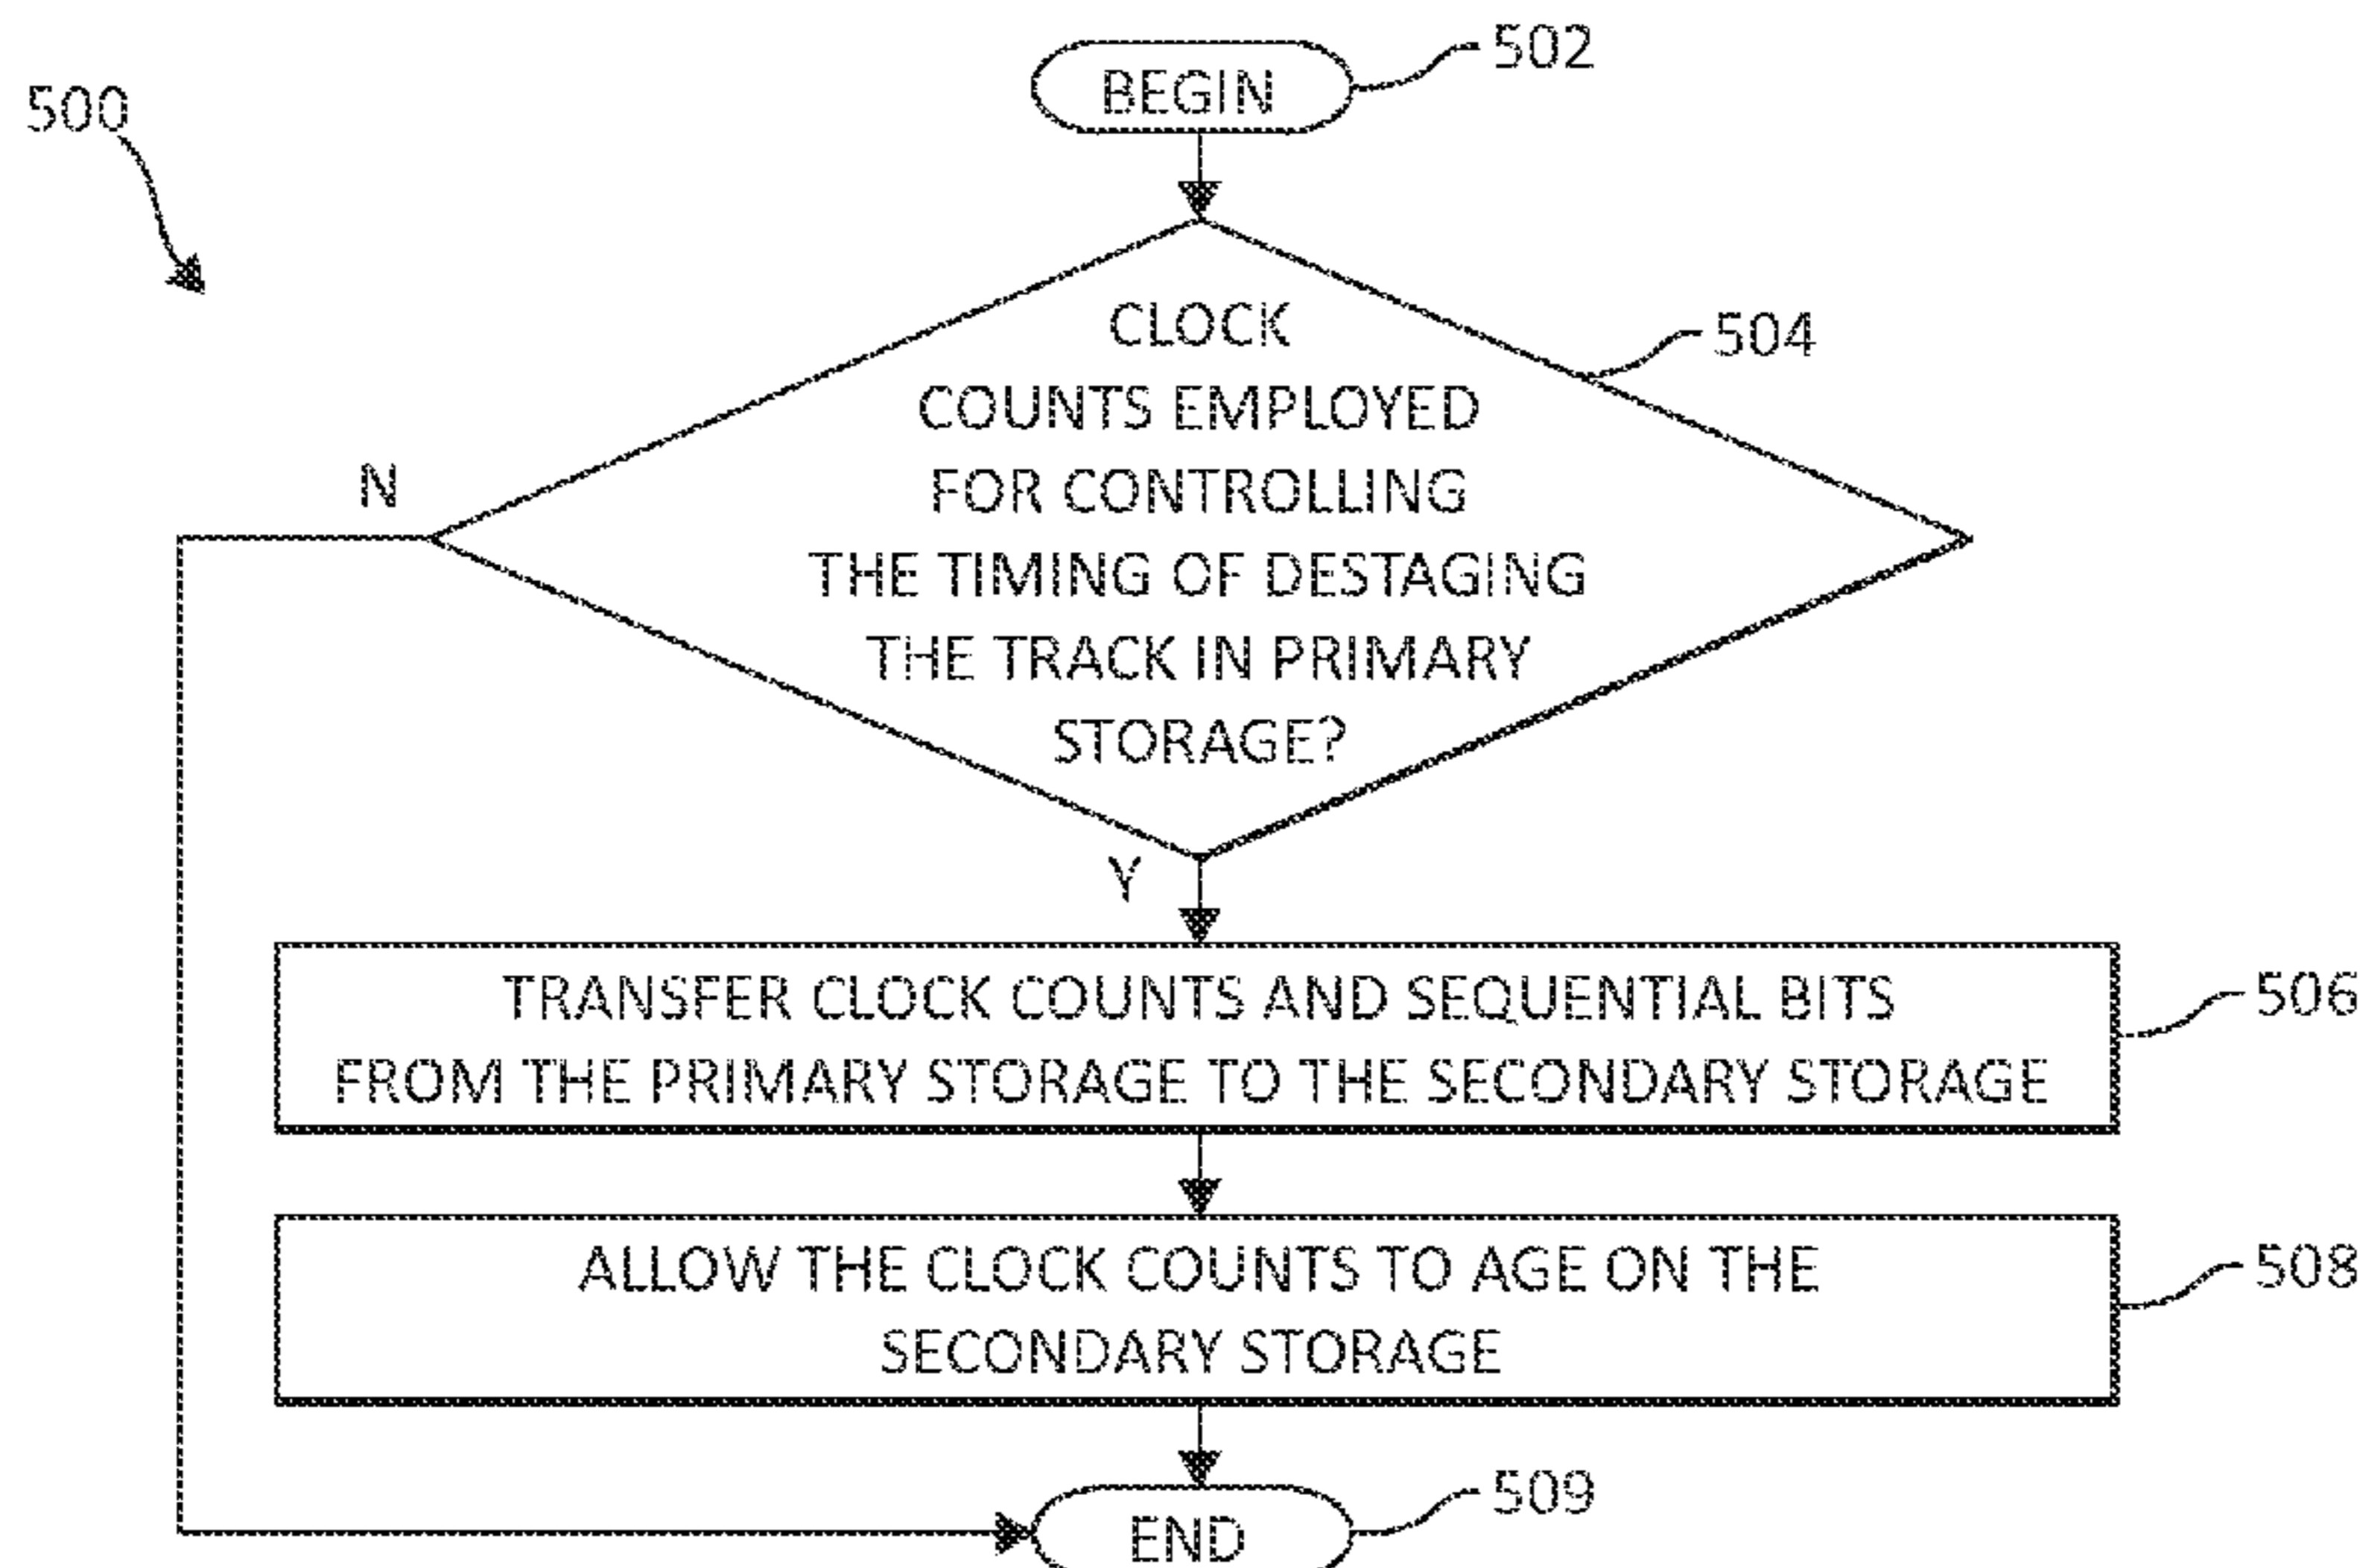 500
BEGIN
502
CLOCK
COUNTS EMPLOYED
FOR CONTROLLING
THE TIMING OF DESTAGING
THE TRACK IN PRIMARY
STORAGE?
504
N
Y
TRANSFER CLOCK COUNTS AND SEQUENTIAL BITS
FROM THE PRIMARY STORAGE TO THE SECONDARY STORAGE
506
ALLOW THE CLOCK COUNTS TO AGE ON THE
SECONDARY STORAGE
508
END
509